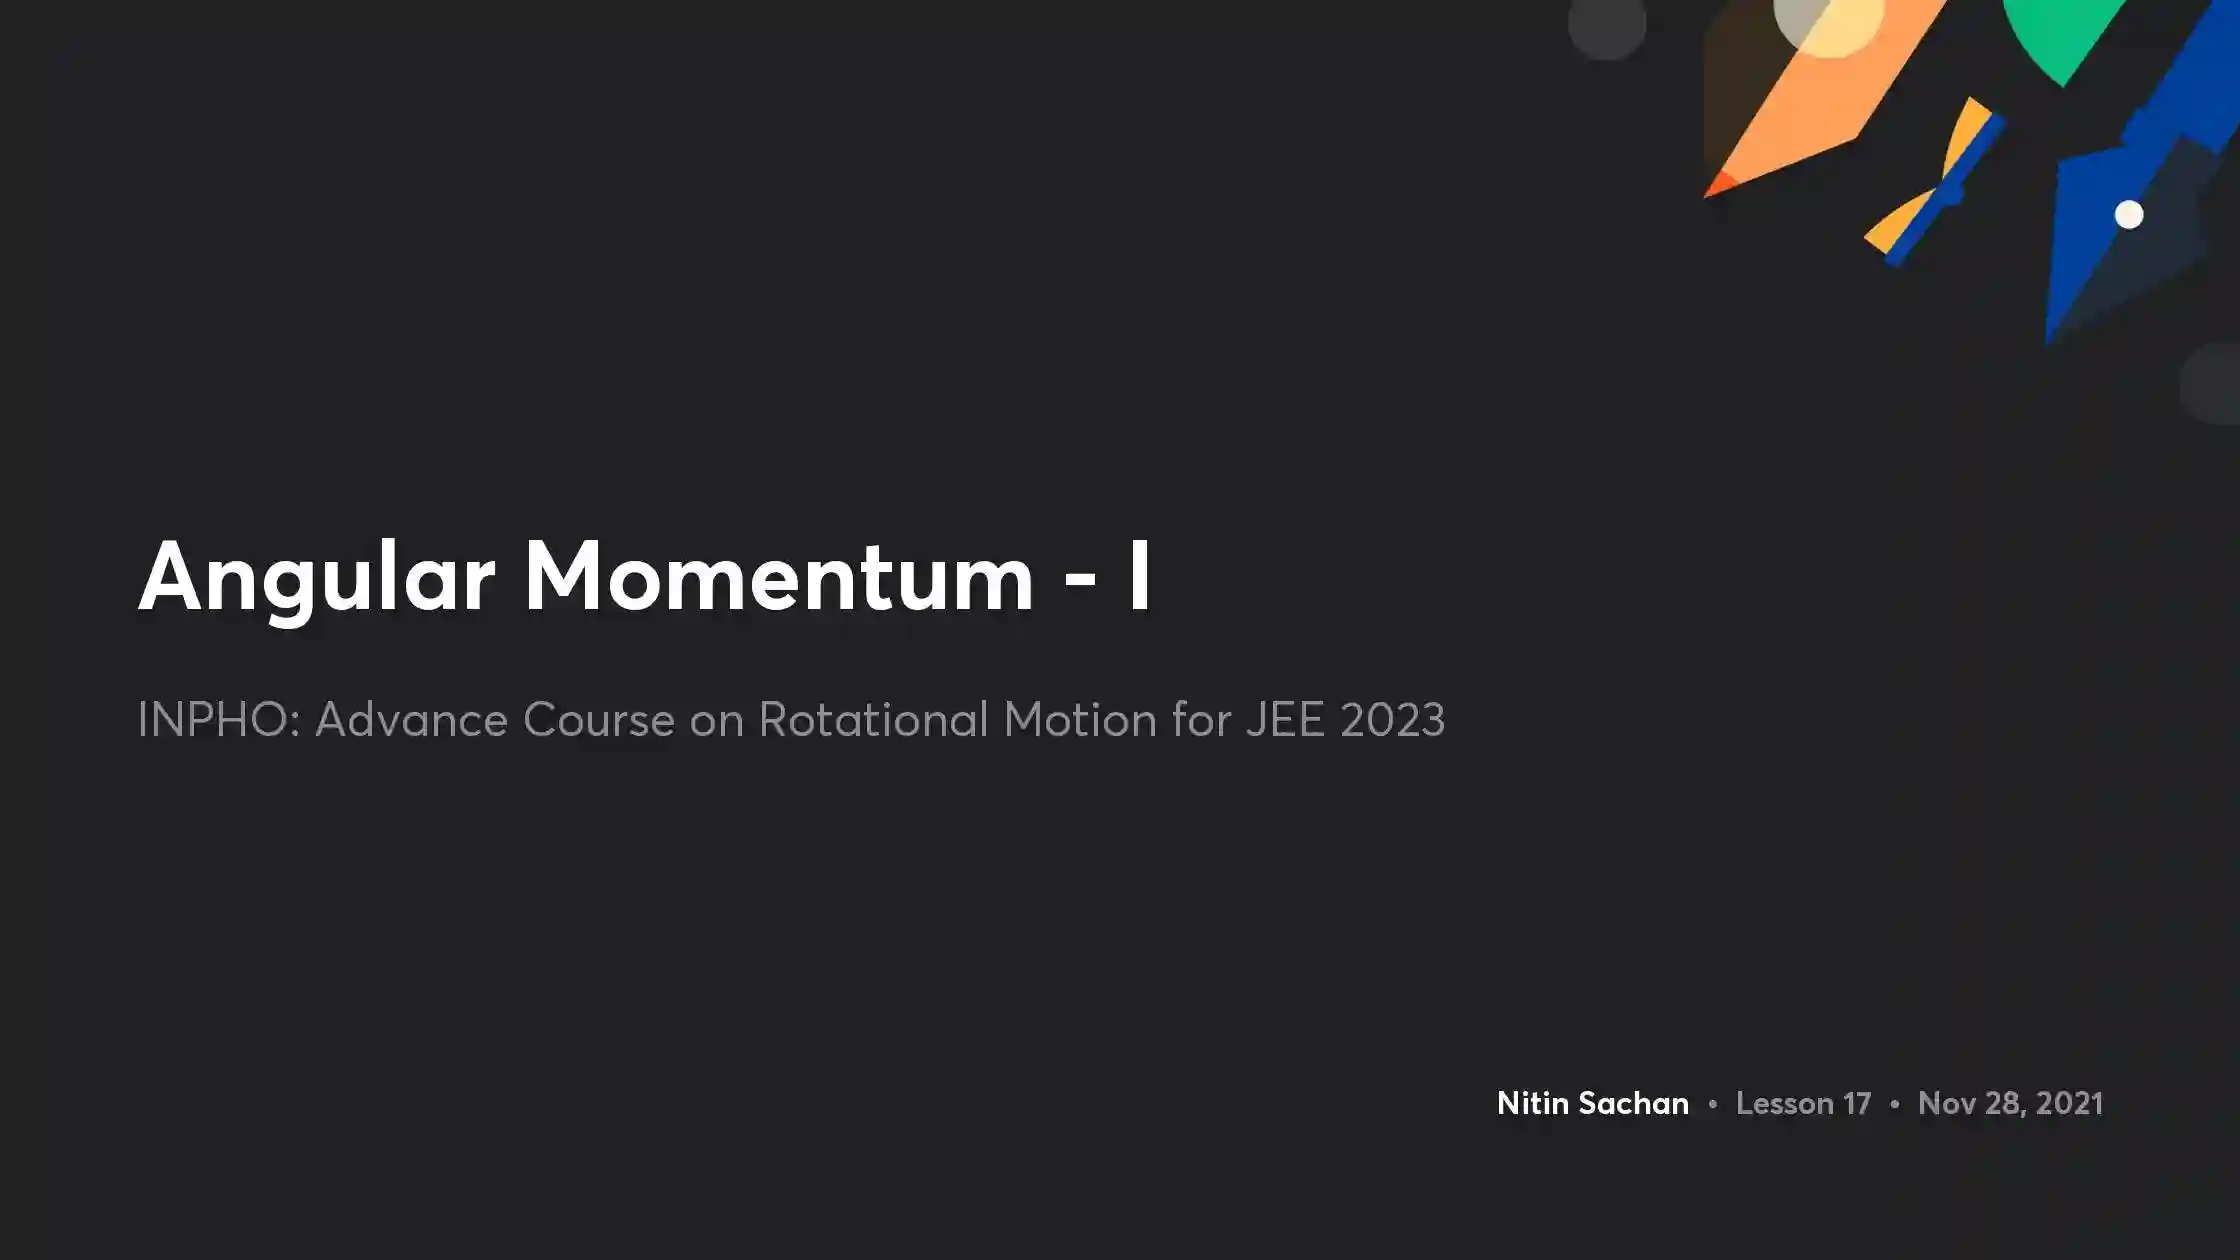 Angular Momentum - I
INPHO: Advance Course on Rotational Motion for JEE 2023
Nitin Sachan • Lesson 17 • Nov 28, 2021